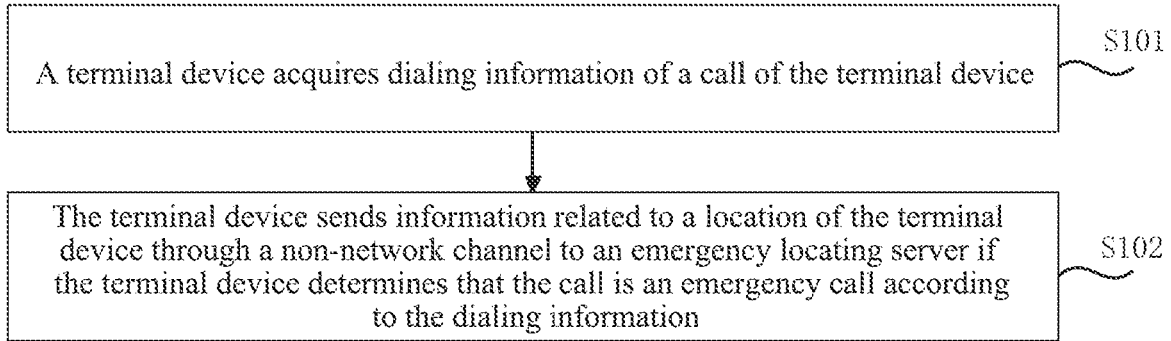 A terminal device acquires dialing information of a call of the terminal device
S101
The terminal device sends information related to a location of the terminal
device through a non-network channel to an emergency locating server if
the terminal device determines that the call is an emergency call according
to the dialing information
S102